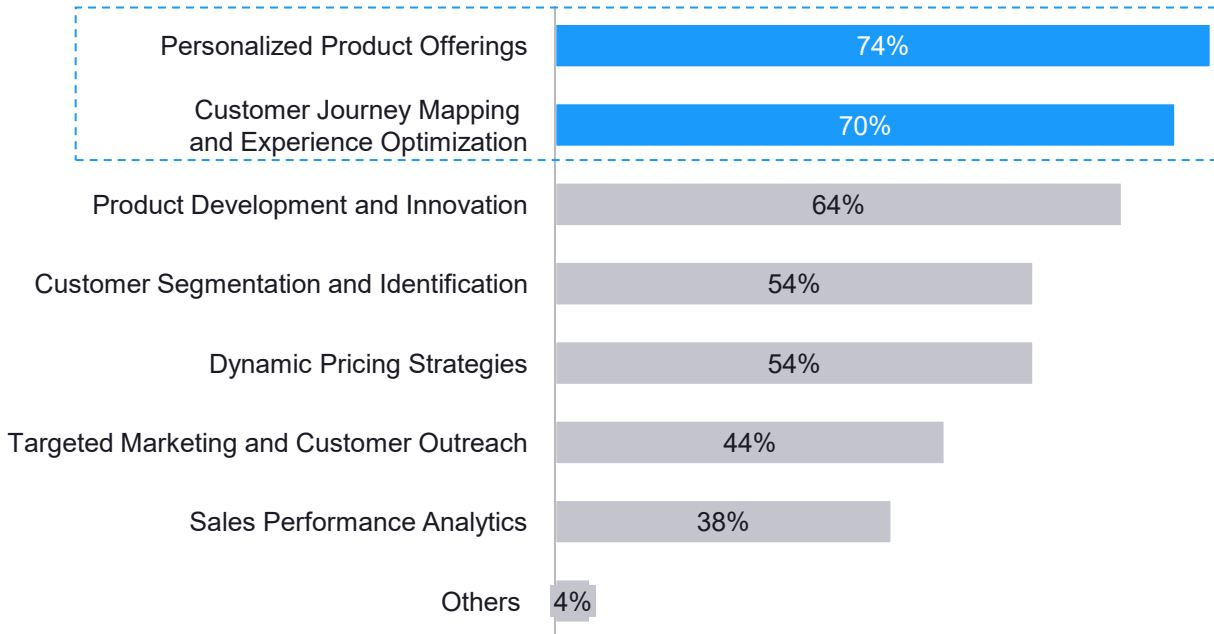 Personalized Product Offerings
74%
Customer Journey Mapping
and Experience Optimization
70%
Product Development and Innovation
64%
Customer Segmentation and Identification
54%
Dynamic Pricing Strategies
54%
Targeted Marketing and Customer Outreach
44%
Sales Performance Analytics
38%
Others
4%